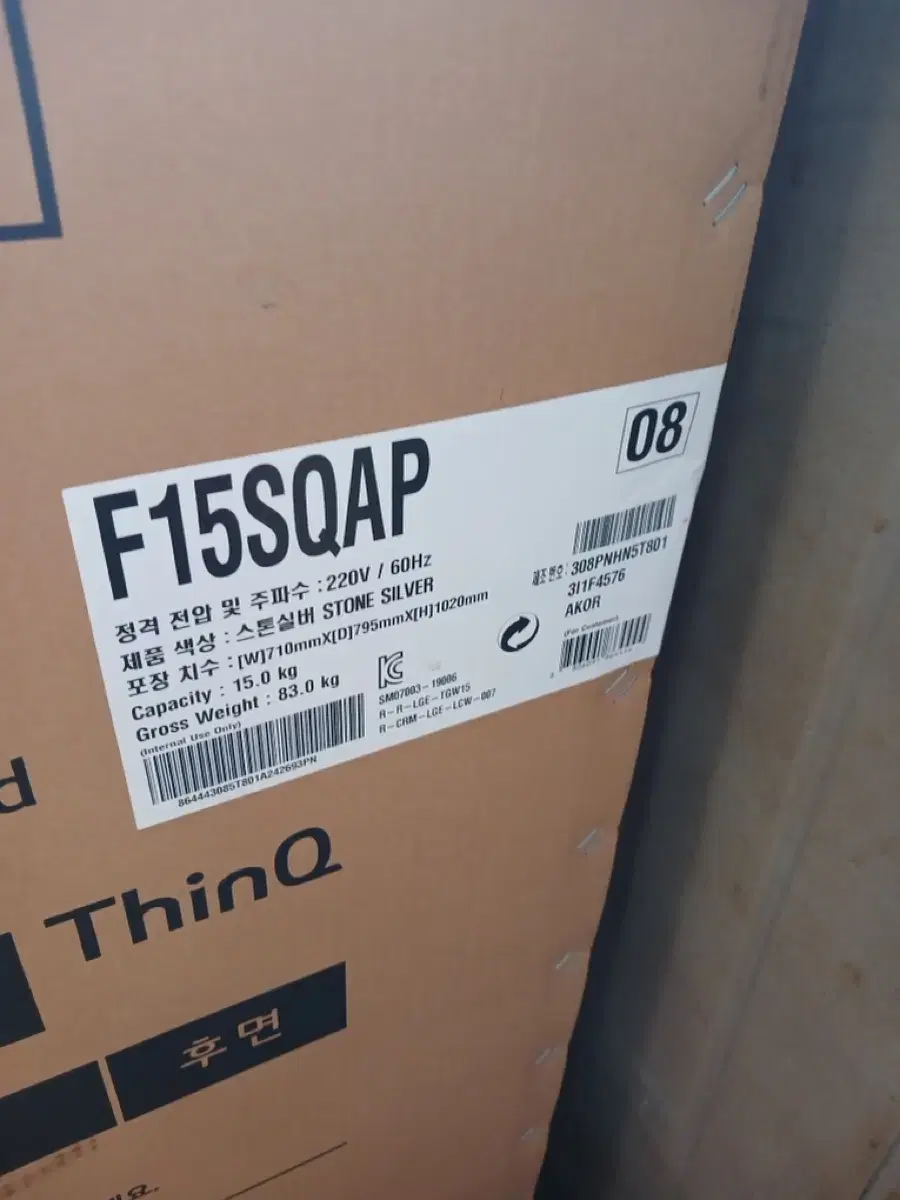 F15SQAP
08
정격 전압 및 주파수 : 220V / 60Hz
제품 색상 : 스톤실버 STONE SILVER
포장 치수 : [W]710mmX[D]795mmX[H]1020mm
Capacity : 15.0 kg
Gross Weight : 83.0 kg
(Internal Use Only)
864443085T801A242693PN
SM07003-19006
R-R-LGE-TGW15
R-CRM-LGE-LCW-007
제조 번호 : 308PNHN5T801
3I1F4576
AKOR
(For Customer)
d
ThinQ
후면